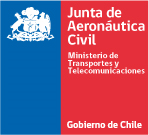 Junta de
Aeronáutica
Civil
Ministerio de
Transportes y
Telecomunicaciones
Gobierno de Chile